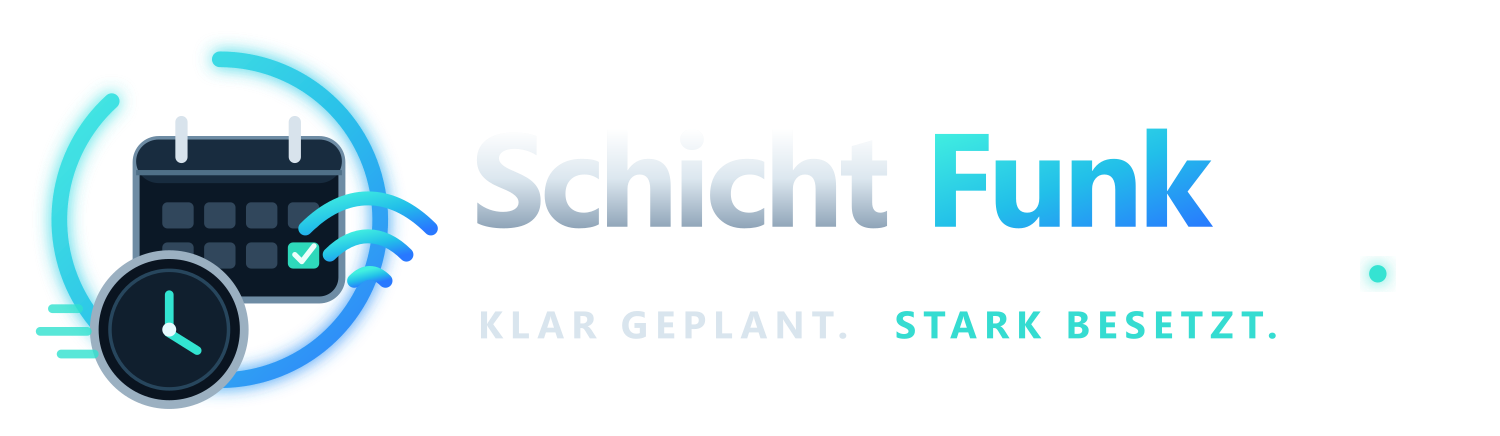 Schicht Funk
KLAR GEPLANT. STARK BESETZT.